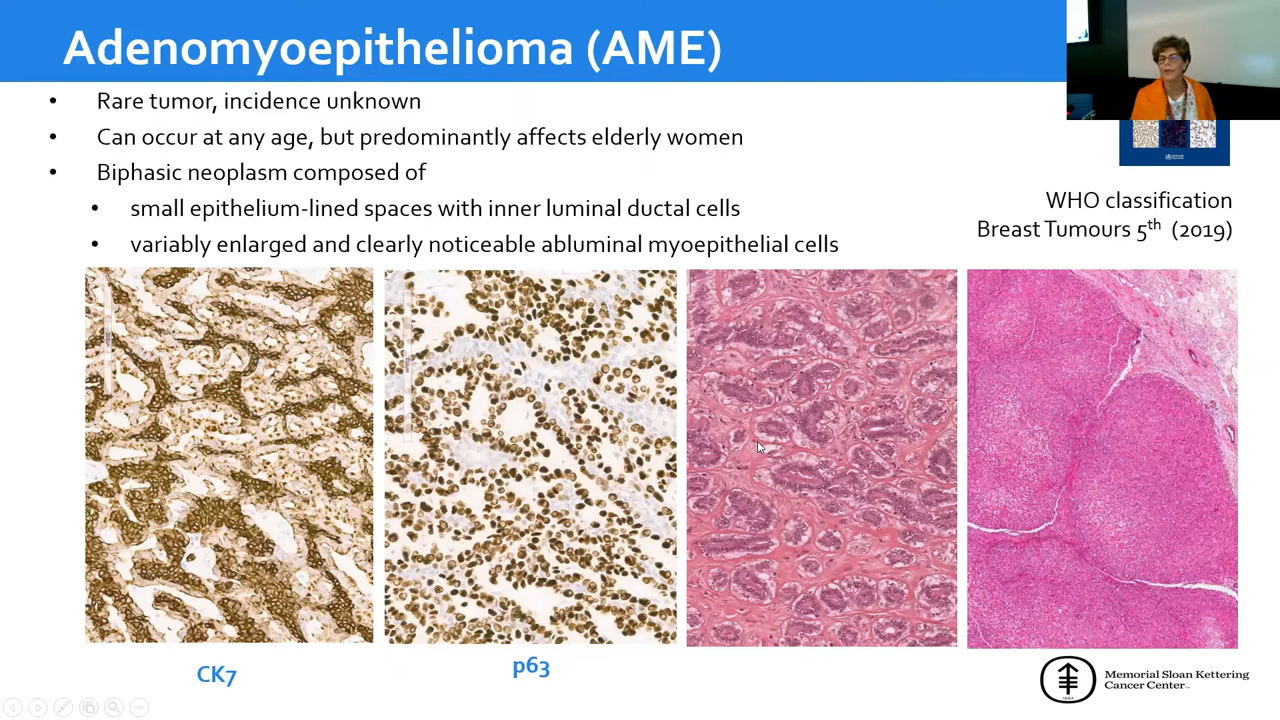 Adenomyoepithelioma (AME)
• Rare tumor, incidence unknown
• Can occur at any age, but predominantly affects elderly women
• Biphasic neoplasm composed of
• small epithelium-lined spaces with inner luminal ductal cells
• variably enlarged and clearly noticeable abluminal myoepithelial cells
WHO classification
Breast Tumours 5th (2019)
CK7
p63
Memorial Sloan Kettering
Cancer Center